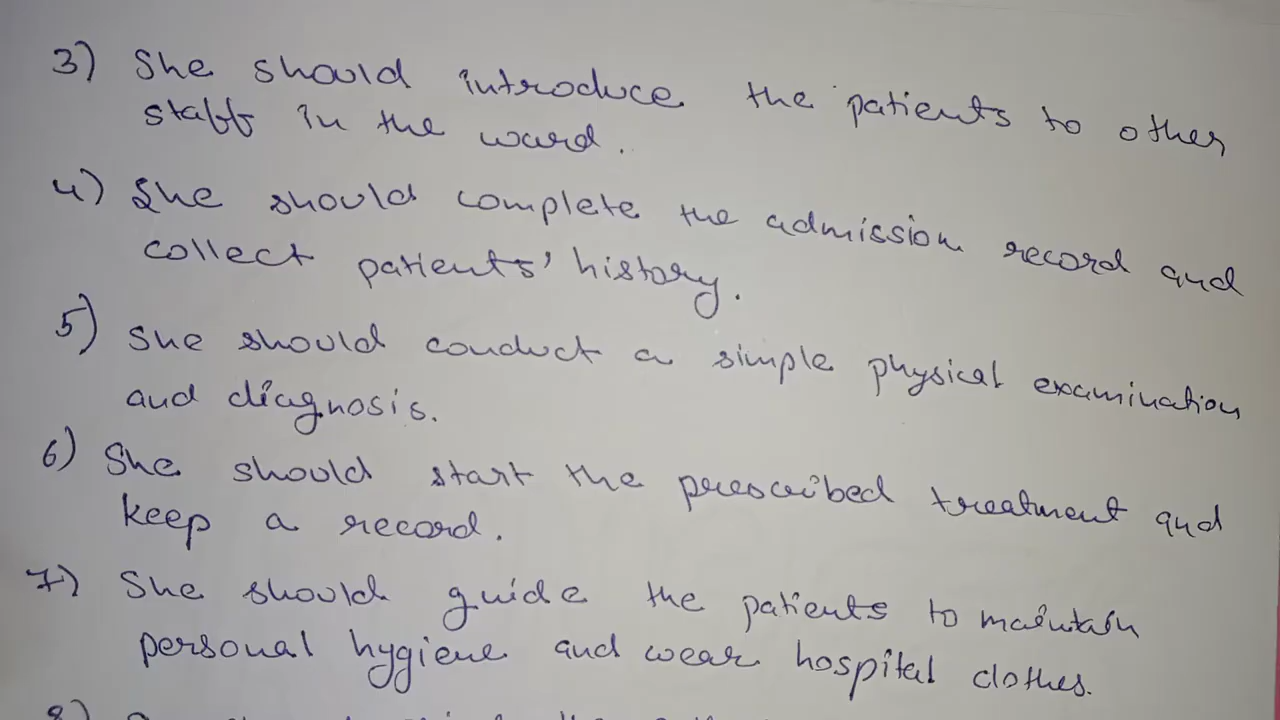 3) She should introduce the patients to other
staff in the ward.
4) She should complete the admission record and
collect patients' history.
5) She should conduct a simple physical examination
and diagnosis.
6) She should start the prescribed treatment and
keep a record.
7) She should guide the patients to maintain
personal hygiene and wear hospital clothes.
8)